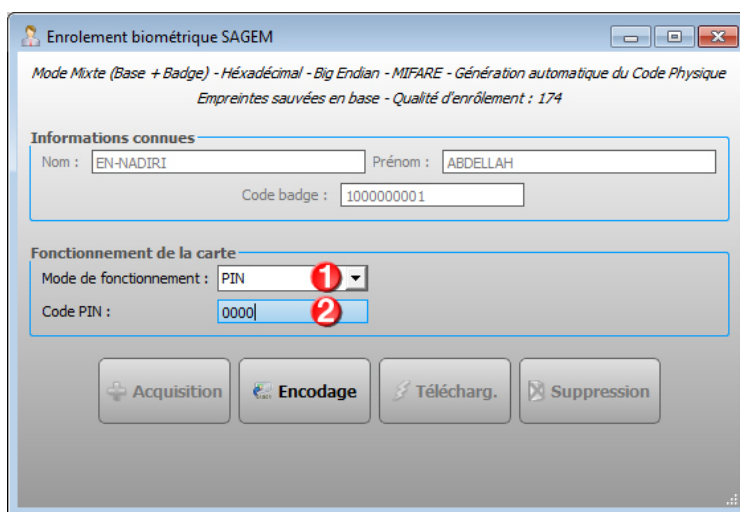 Enrolement biométrique SAGEM
Mode Mixte (Base + Badge) - Héxadécimal - Big Endian - MIFARE - Génération automatique du Code Physique
Empreintes sauvées en base - Qualité d'enrôlement : 174
Informations connues
Nom : EN-NADIRI Prénom : ABDELLAH
Code badge : 1000000001
Fonctionnement de la carte
Mode de fonctionnement : PIN 1
Code PIN : 0000 2
Acquisition Encodage Télécharg. Suppression